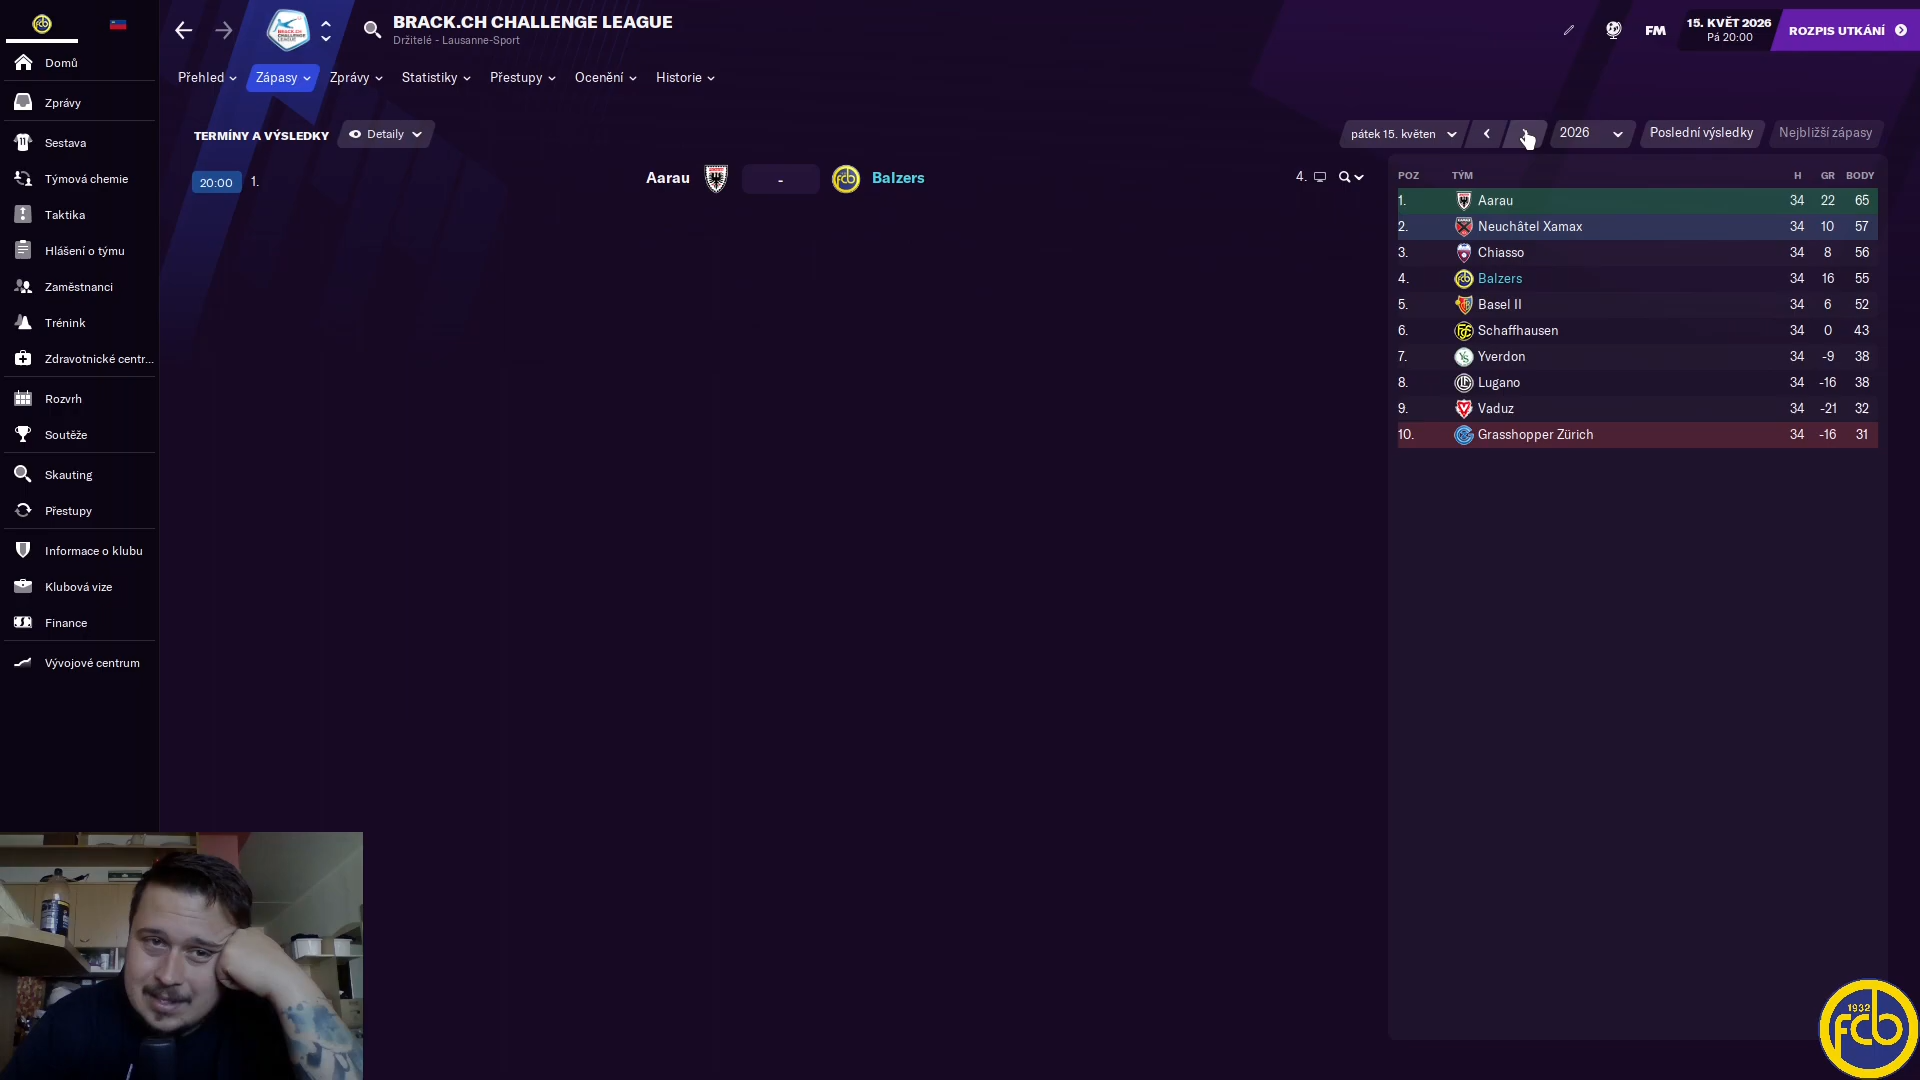 BRACK.CH CHALLENGE LEAGUE
Držitelé - Lausanne-Sport
FM
15. KVĚT 2026
Pá 20:00
ROZPIS UTKÁNÍ
Přehled
Zápasy
Zprávy
Statistiky
Přestupy
Ocenění
Historie
Domů
Zprávy
Sestava
Týmová chemie
Taktika
Hlášení o týmu
Zaměstnanci
Trénink
Zdravotnické centr...
Rozvrh
Soutěže
Skauting
Přestupy
Informace o klubu
Klubová vize
Finance
Vývojové centrum
TERMÍNY A VÝSLEDKY
Detaily
pátek 15. květen
2026
Poslední výsledky
Nejbližší zápasy
20:00 1. Aarau - Balzers 4.
POZ TÝM H GR BODY
1. Aarau 34 22 65
2. Neuchâtel Xamax 34 10 57
3. Chiasso 34 8 56
4. Balzers 34 16 55
5. Basel II 34 6 52
6. Schaffhausen 34 0 43
7. Yverdon 34 -9 38
8. Lugano 34 -16 38
9. Vaduz 34 -21 32
10. Grasshopper Zürich 34 -16 31
1932
fcb